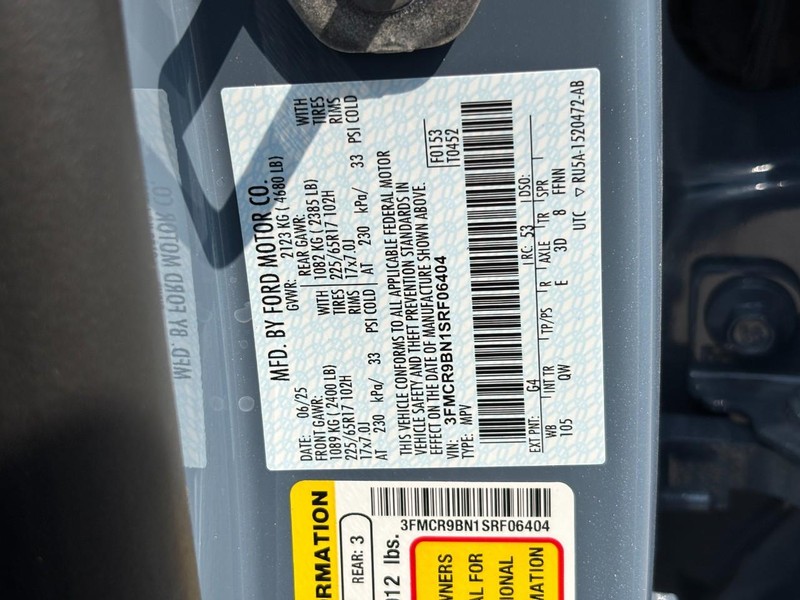 MFD. BY FORD MOTOR CO.
DATE: 06/25 GVWR: 2123 KG ( 4680 LB)
FRONT GAWR: REAR GAWR:
1089 KG ( 2400 LB) WITH 1082 KG ( 2385 LB) WITH
225/65R17 102H TIRES 225/65R17 102H TIRES
17x7.0J RIMS 17x7.0J RIMS
AT 230 kPa/ 33 PSI COLD AT 230 kPa/ 33 PSI COLD
THIS VEHICLE CONFORMS TO ALL APPLICABLE FEDERAL MOTOR
VEHICLE SAFETY AND THEFT PREVENTION STANDARDS IN
EFFECT ON THE DATE OF MANUFACTURE SHOWN ABOVE.
VIN: 3FMCR9BN1SRF06404
TYPE: MPV
F0153
T0452
EXT PNT: G4 RC: 53 DSO:
WB INT TR TP/PS R AXLE TR SPR
105 QW E 3D 8 FFNN
UTC ▽ RU5A-1520472-AB
MFD. BY FORD MOTOR CO.
RMATION
REAR: 3
012 lbs.
3FMCR9BN1SRF06404
WNERS
AL FOR
IONAL
MATION